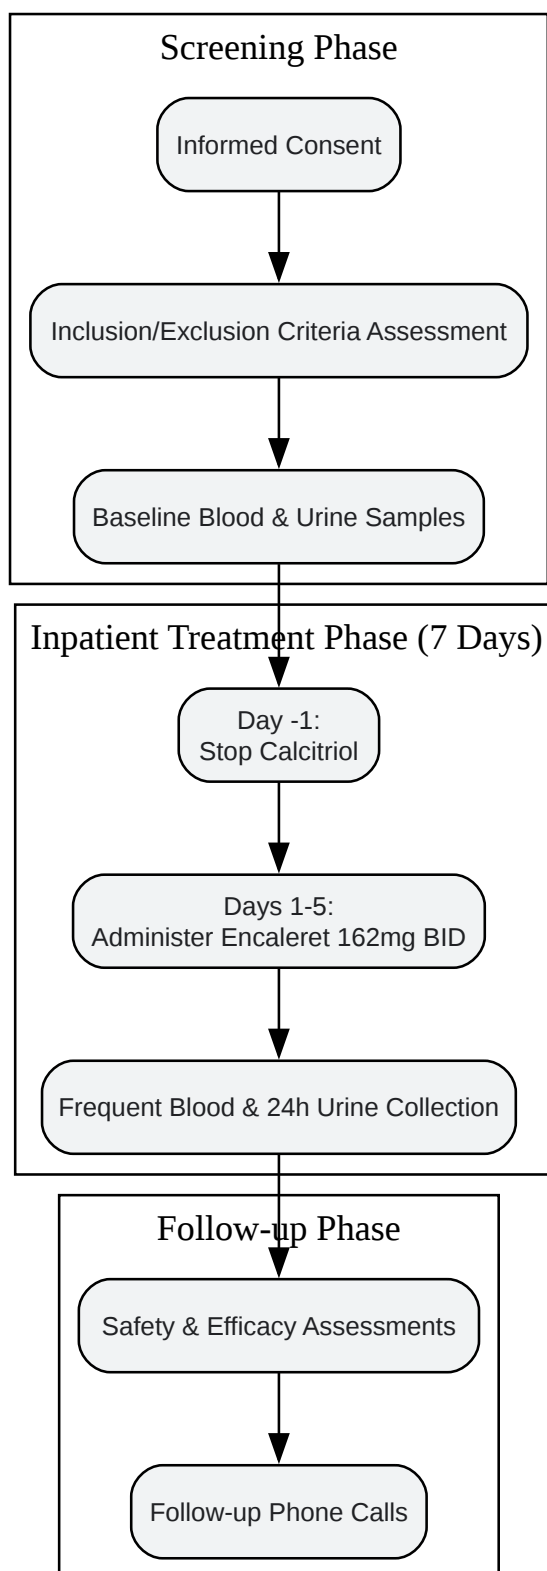 Screening Phase
Informed Consent
Inclusion/Exclusion Criteria Assessment
Baseline Blood & Urine Samples
Inpatient Treatment Phase (7 Days)
Day -1:
Stop Calcitriol
Days 1-5:
Administer Encaleret 162mg BID
Frequent Blood & 24h Urine Collection
Follow-up Phase
Safety & Efficacy Assessments
Follow-up Phone Calls